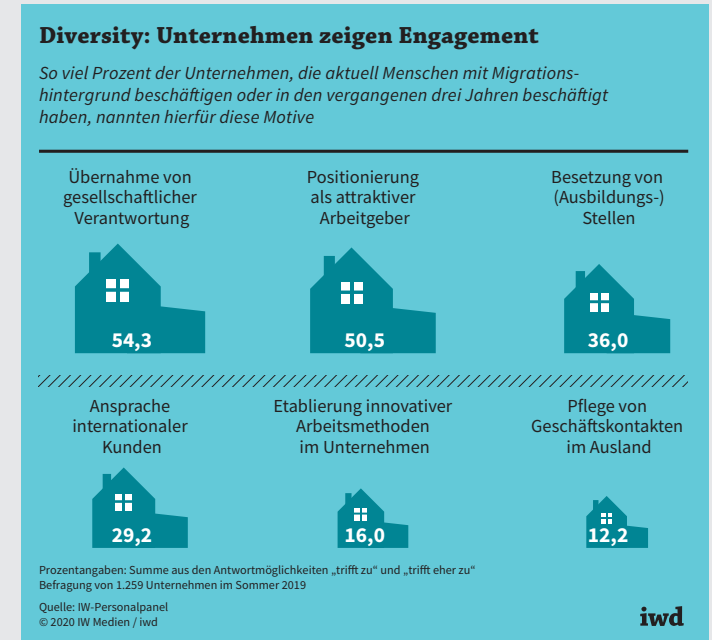 Diversity: Unternehmen zeigen Engagement
So viel Prozent der Unternehmen, die aktuell Menschen mit Migrations-
hintergrund beschäftigen oder in den vergangenen drei Jahren beschäftigt
haben, nannten hierfür diese Motive
Übernahme von
gesellschaftlicher
Verantwortung
54,3
Positionierung
als attraktiver
Arbeitgeber
50,5
Besetzung von
(Ausbildungs-)
Stellen
36,0
Ansprache
internationaler
Kunden
29,2
Etablierung innovativer
Arbeitsmethoden
im Unternehmen
16,0
Pflege von
Geschäftskontakten
im Ausland
12,2
Prozentangaben: Summe aus den Antwortmöglichkeiten „trifft zu“ und „trifft eher zu“
Befragung von 1.259 Unternehmen im Sommer 2019
Quelle: IW-Personalpanel
© 2020 IW Medien / iwd
iwd